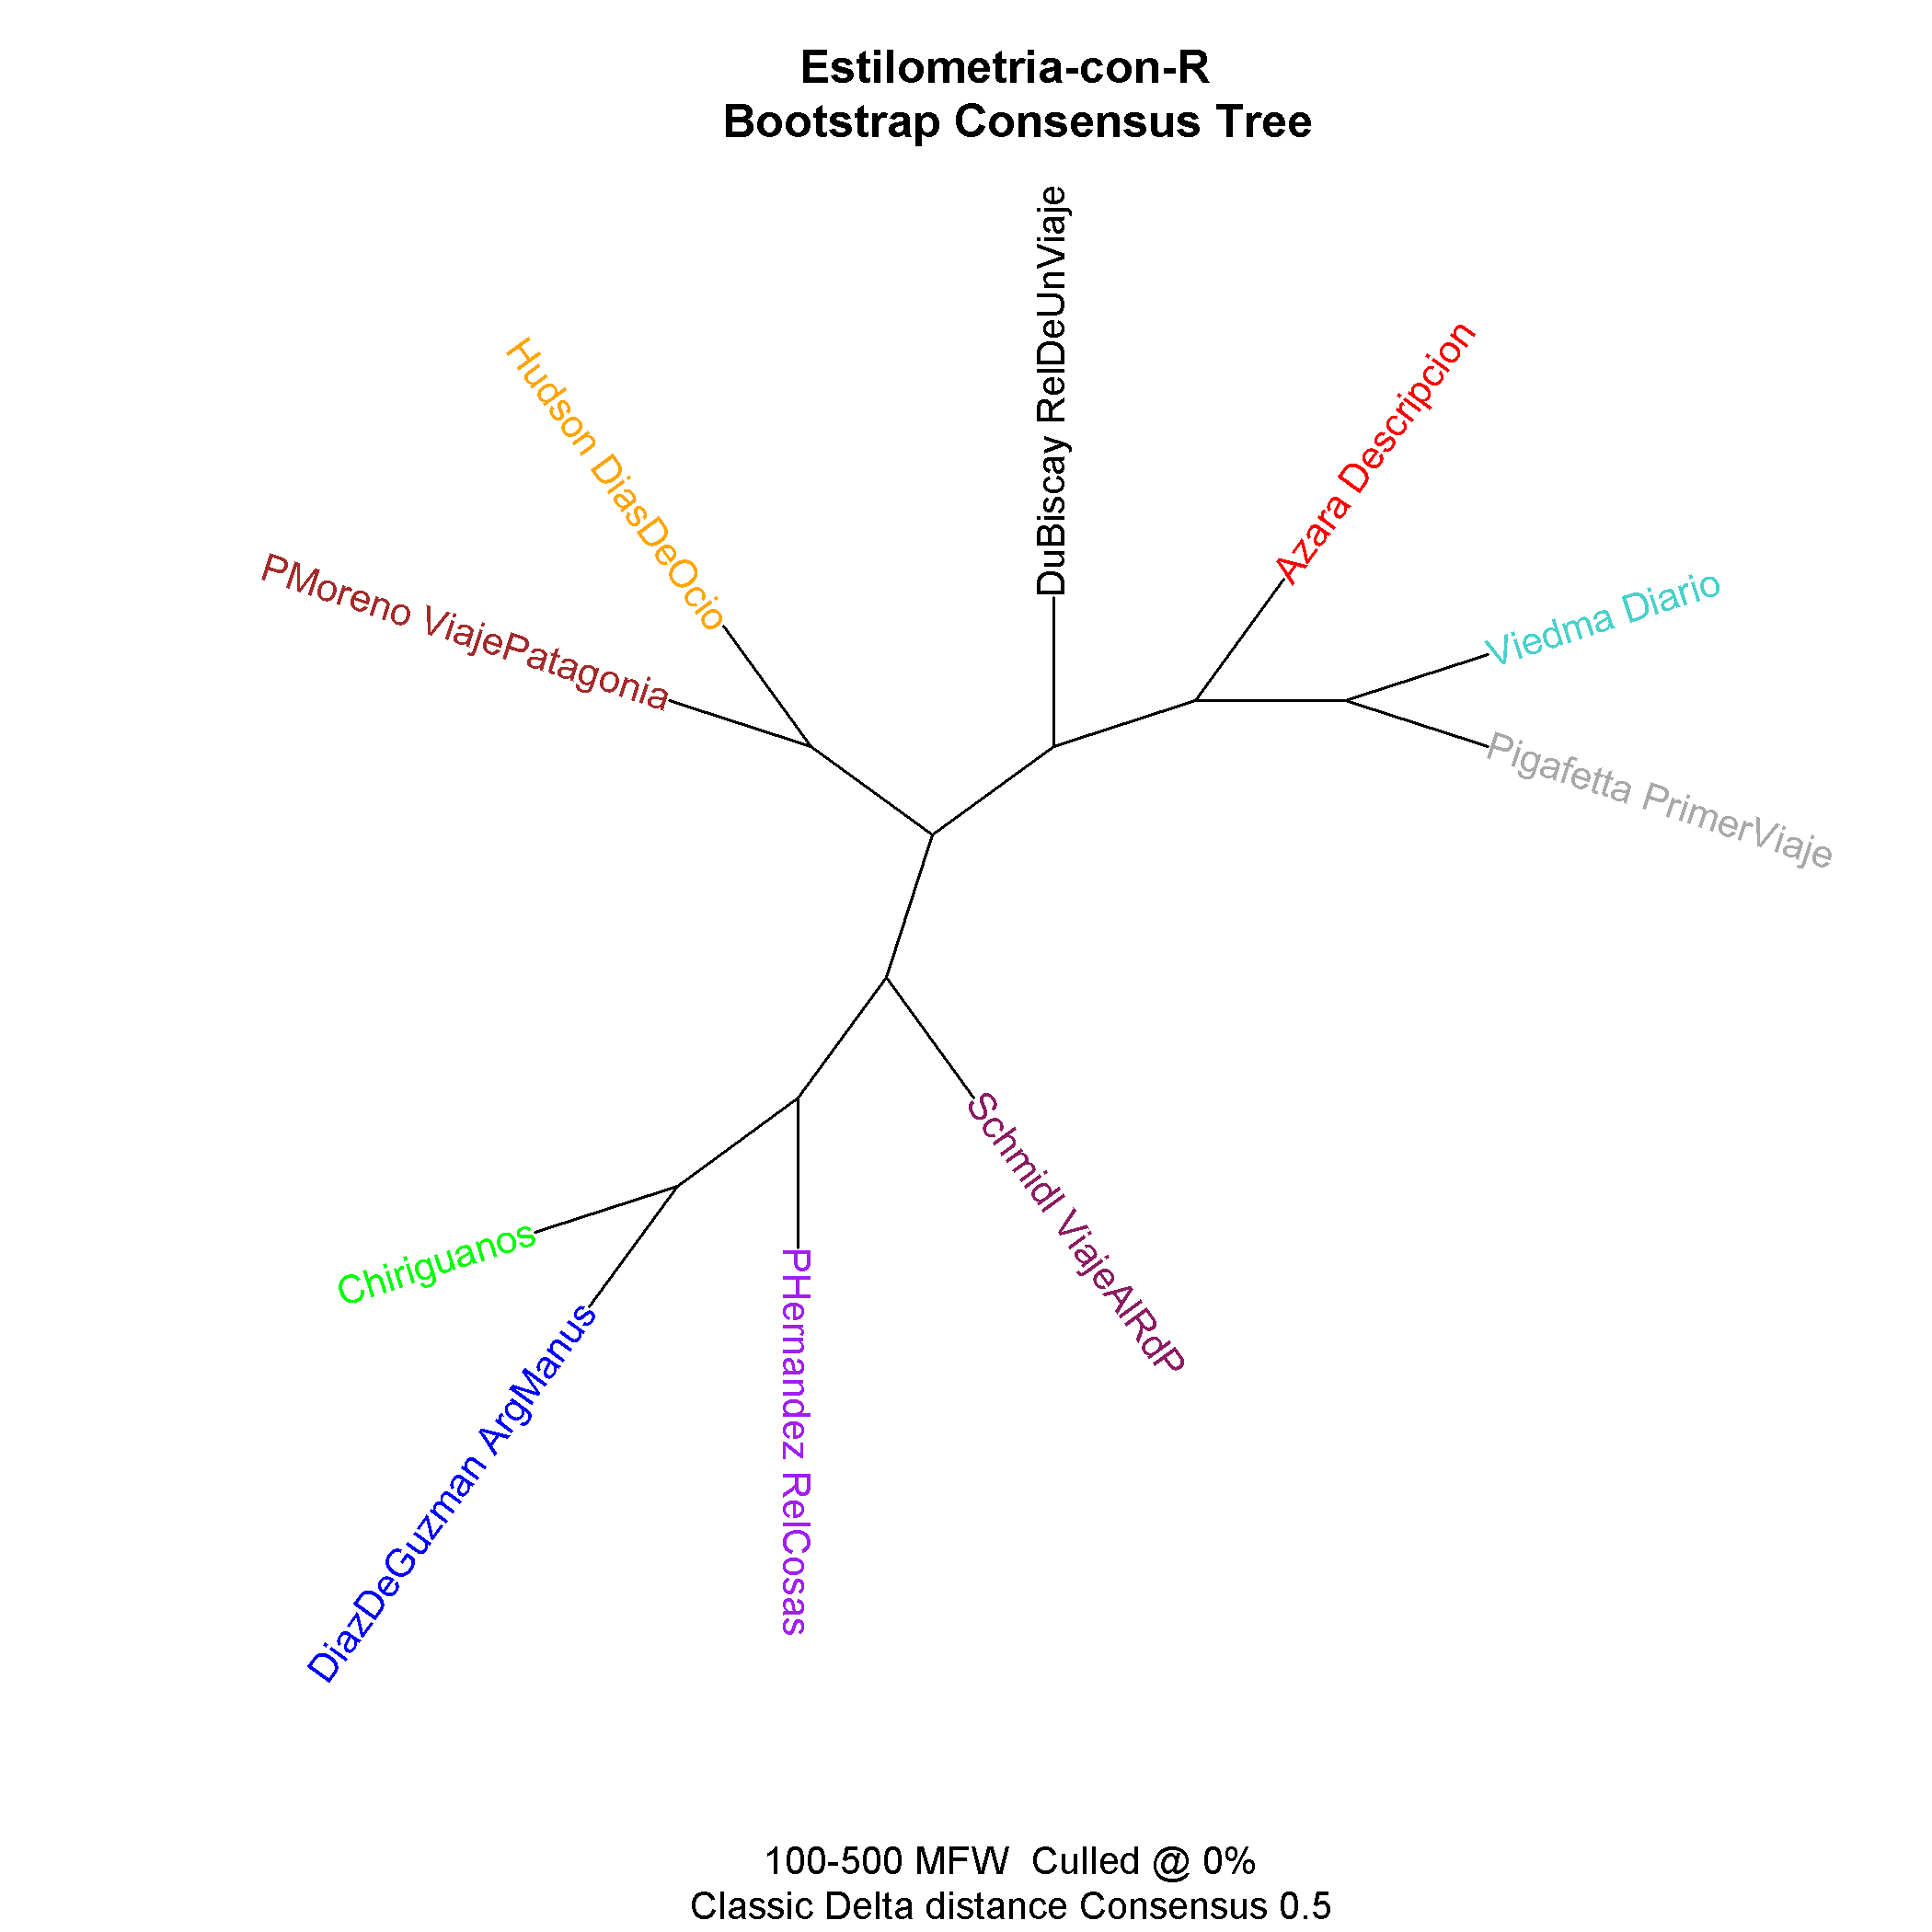 Estilometria-con-R
Bootstrap Consensus Tree
DuBiscay RelDeUnViaje
Hudson DiasDeOcio
Azara Descripcion
PMoreno ViajePatagonia
Viedma Diario
Pigafetta PrimerViaje
Schmidl ViajeAlRdP
Chiriguanos
DiazDeGuzman ArgManus
PHernandez RelCosas
100-500 MFW  Culled @ 0%
Classic Delta distance Consensus 0.5